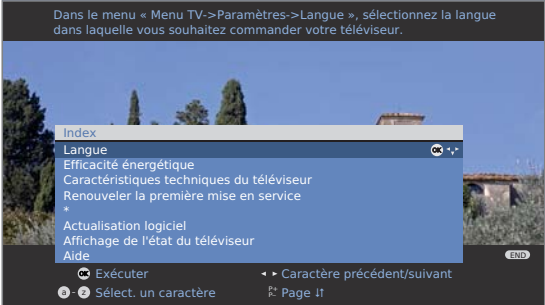 Dans le menu « Menu TV->Paramètres->Langue », sélectionnez la langue
dans laquelle vous souhaitez commander votre téléviseur.
Index
Langue OK
Efficacité énergétique
Caractéristiques techniques du téléviseur
Renouveler la première mise en service
*
Actualisation logiciel
Affichage de l'état du téléviseur
Aide
END
OK Exécuter
Caractère précédent/suivant
a - z Sélect. un caractère
P+ P- Page ↓↑